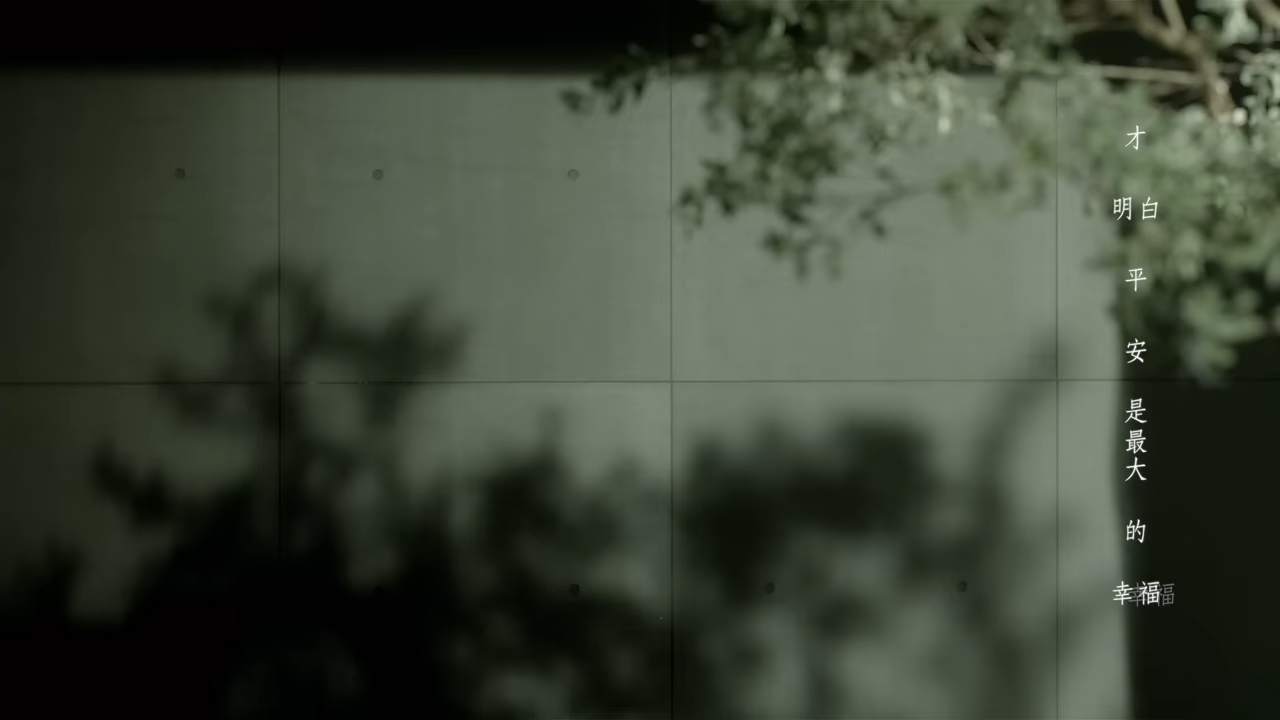 才
明白
平
安
是
最
大
的
幸福